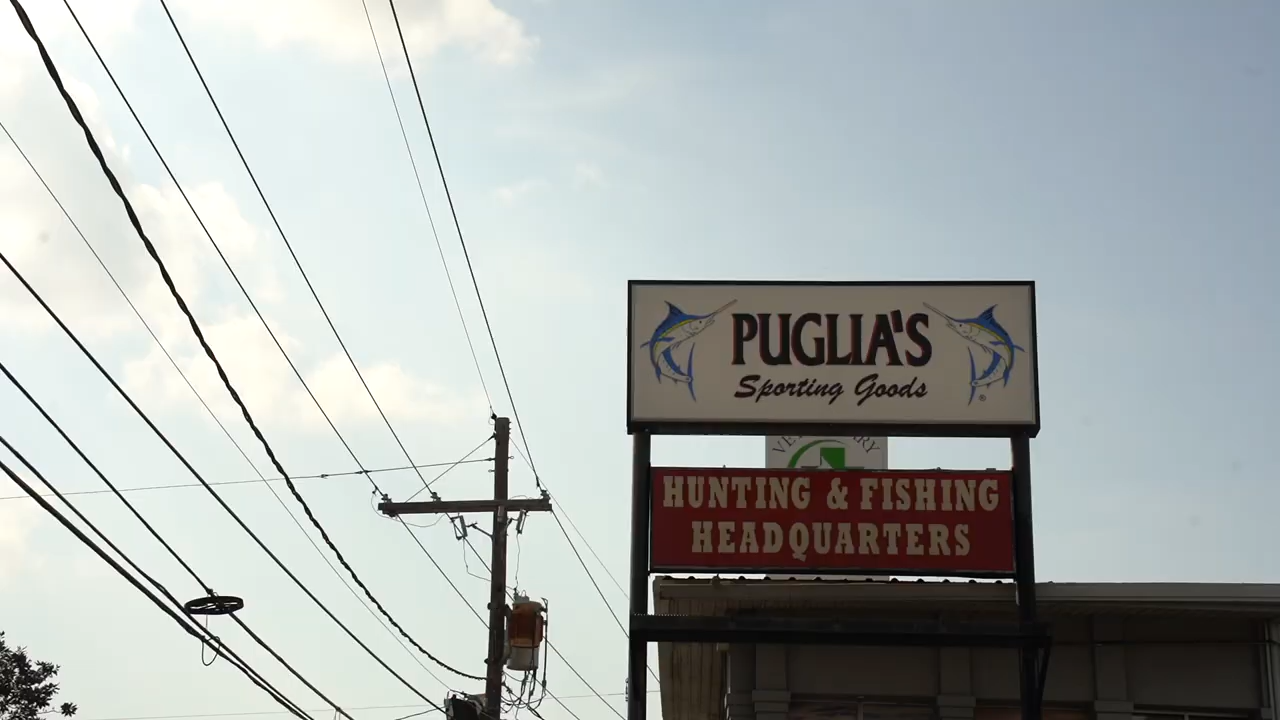 PUGLIA'S
Sporting Goods
®
HUNTING & FISHING
HEADQUARTERS